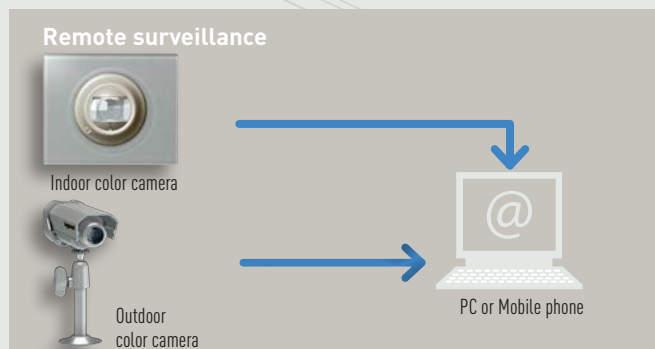 Remote surveillance
Indoor color camera
@
PC or Mobile phone
Outdoor
color camera